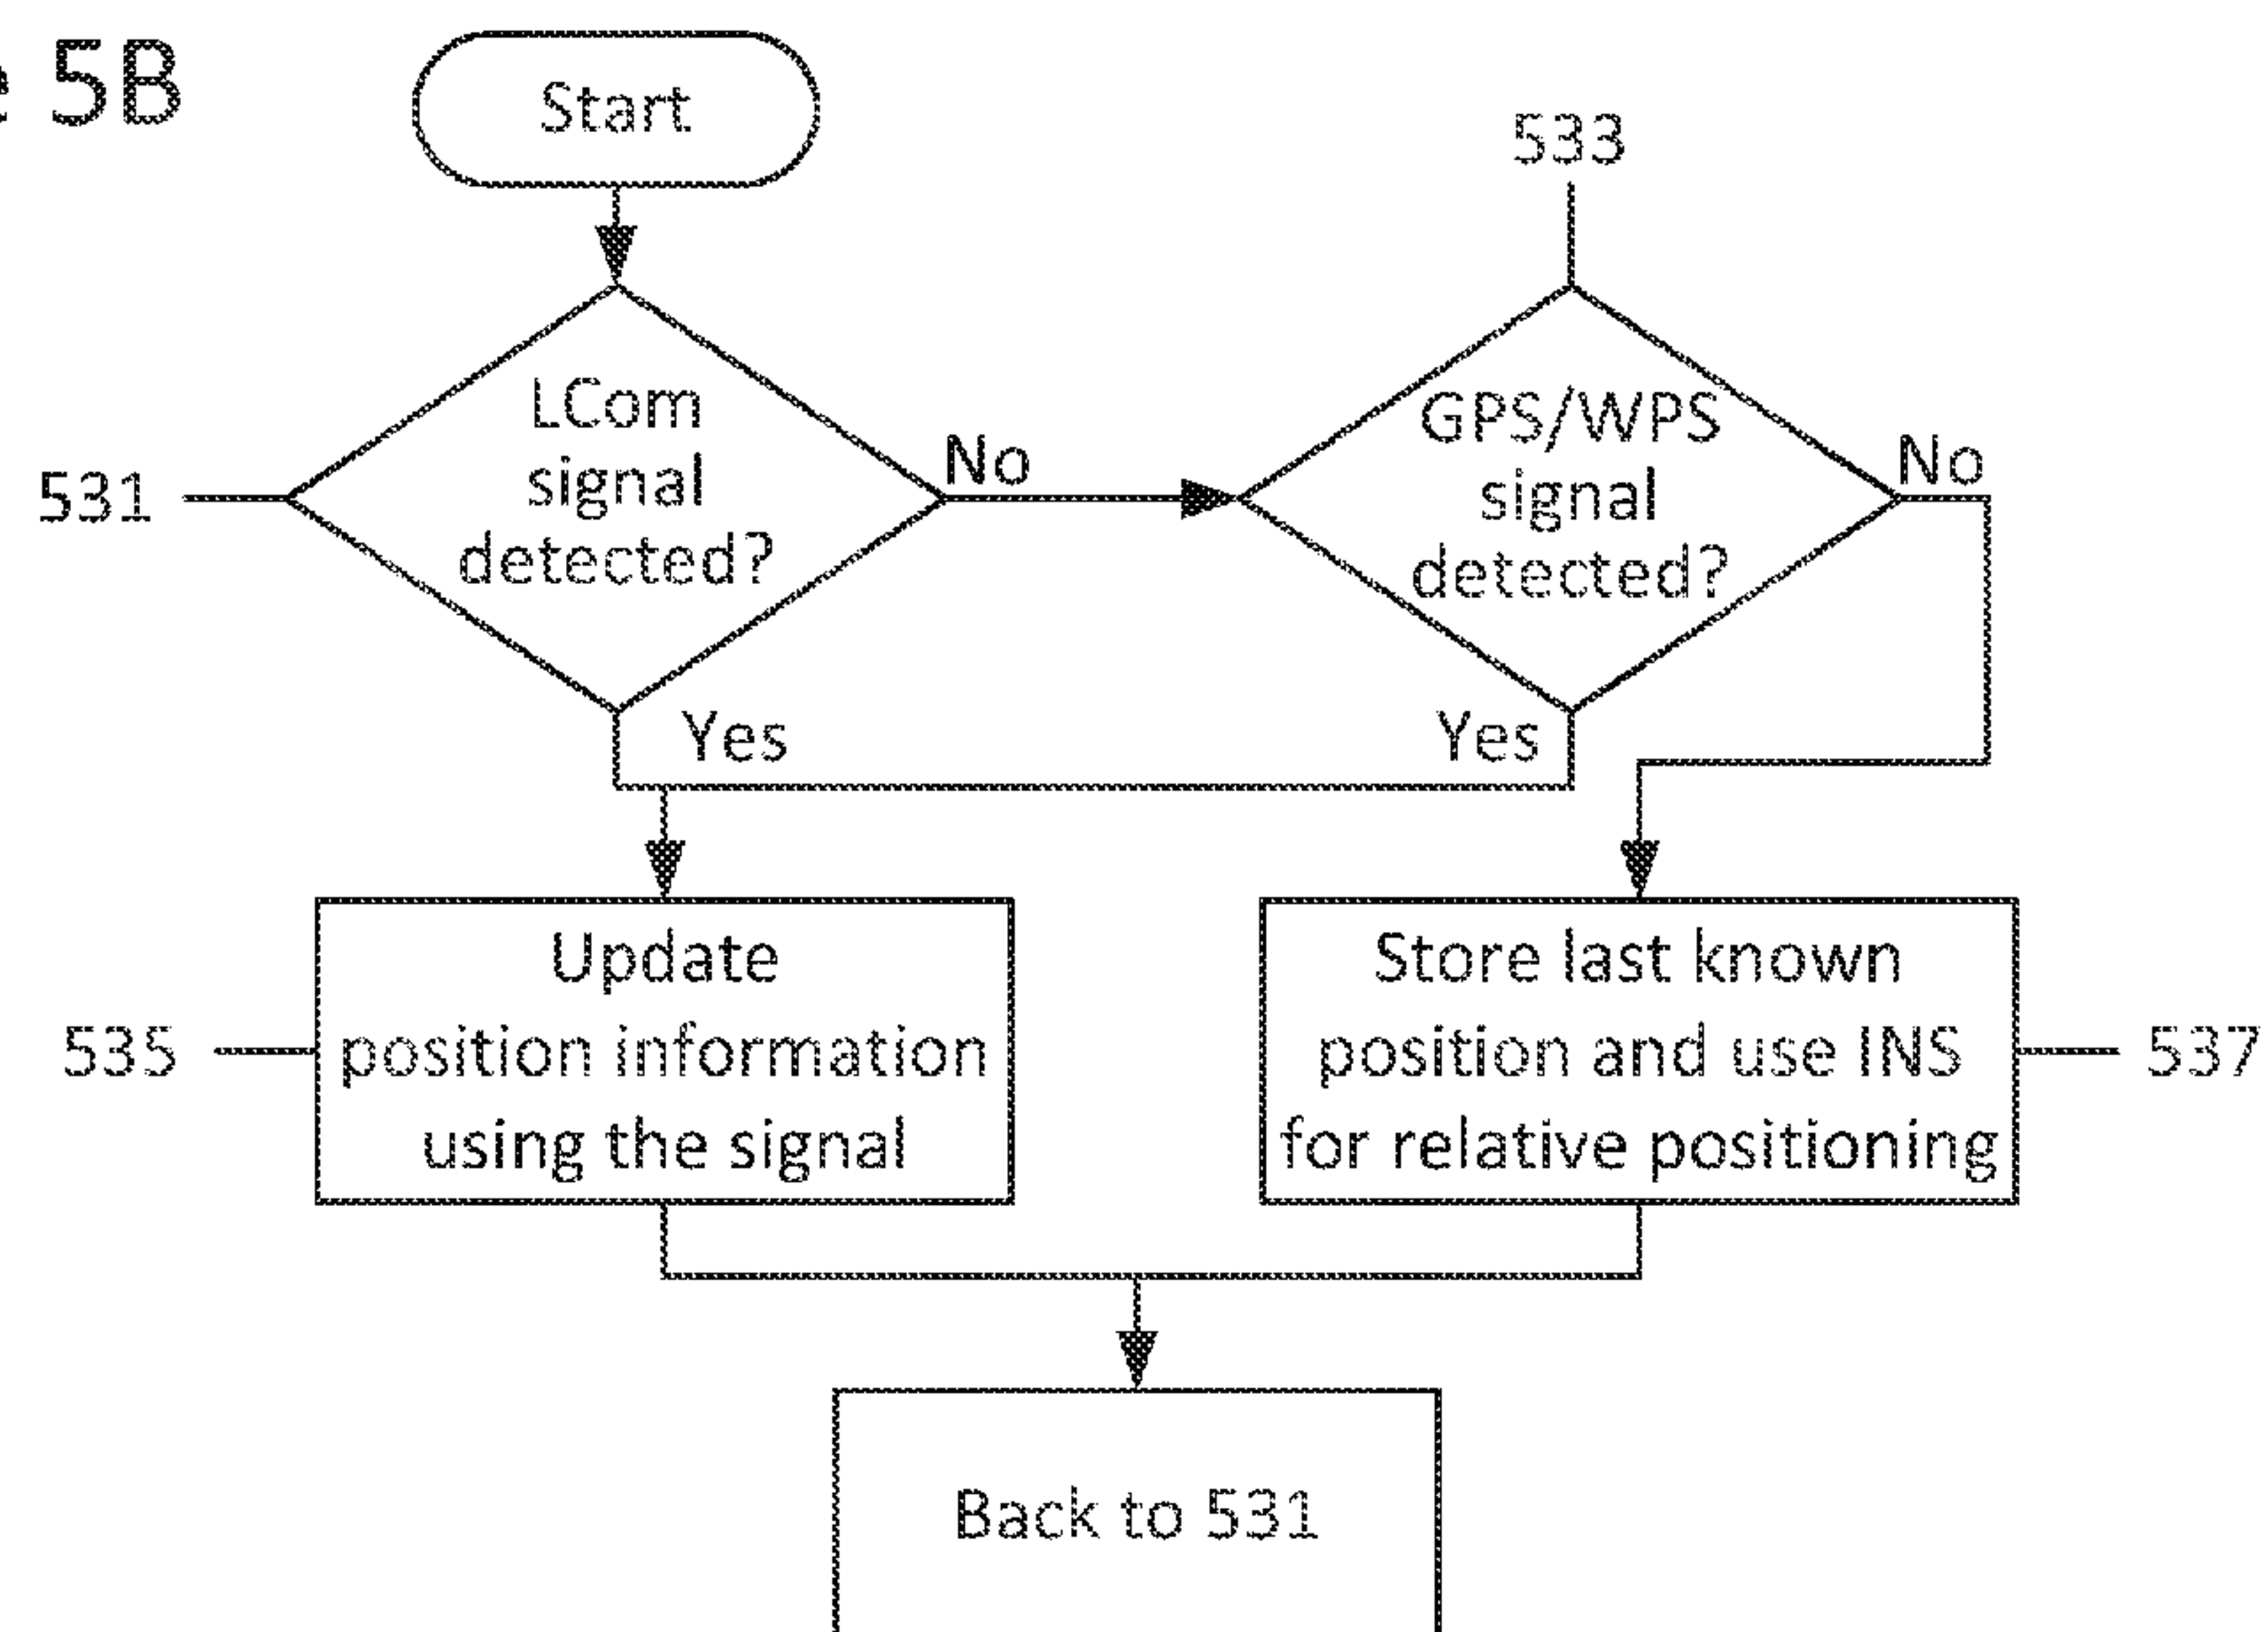 5B
Start
533
LCom
signal
detected?
No
GPS/WPS
signal
detected?
No
531
Yes
Yes
Update
position information
using the signal
535
Store last known
position and use INS
for relative positioning
537
Back to 531